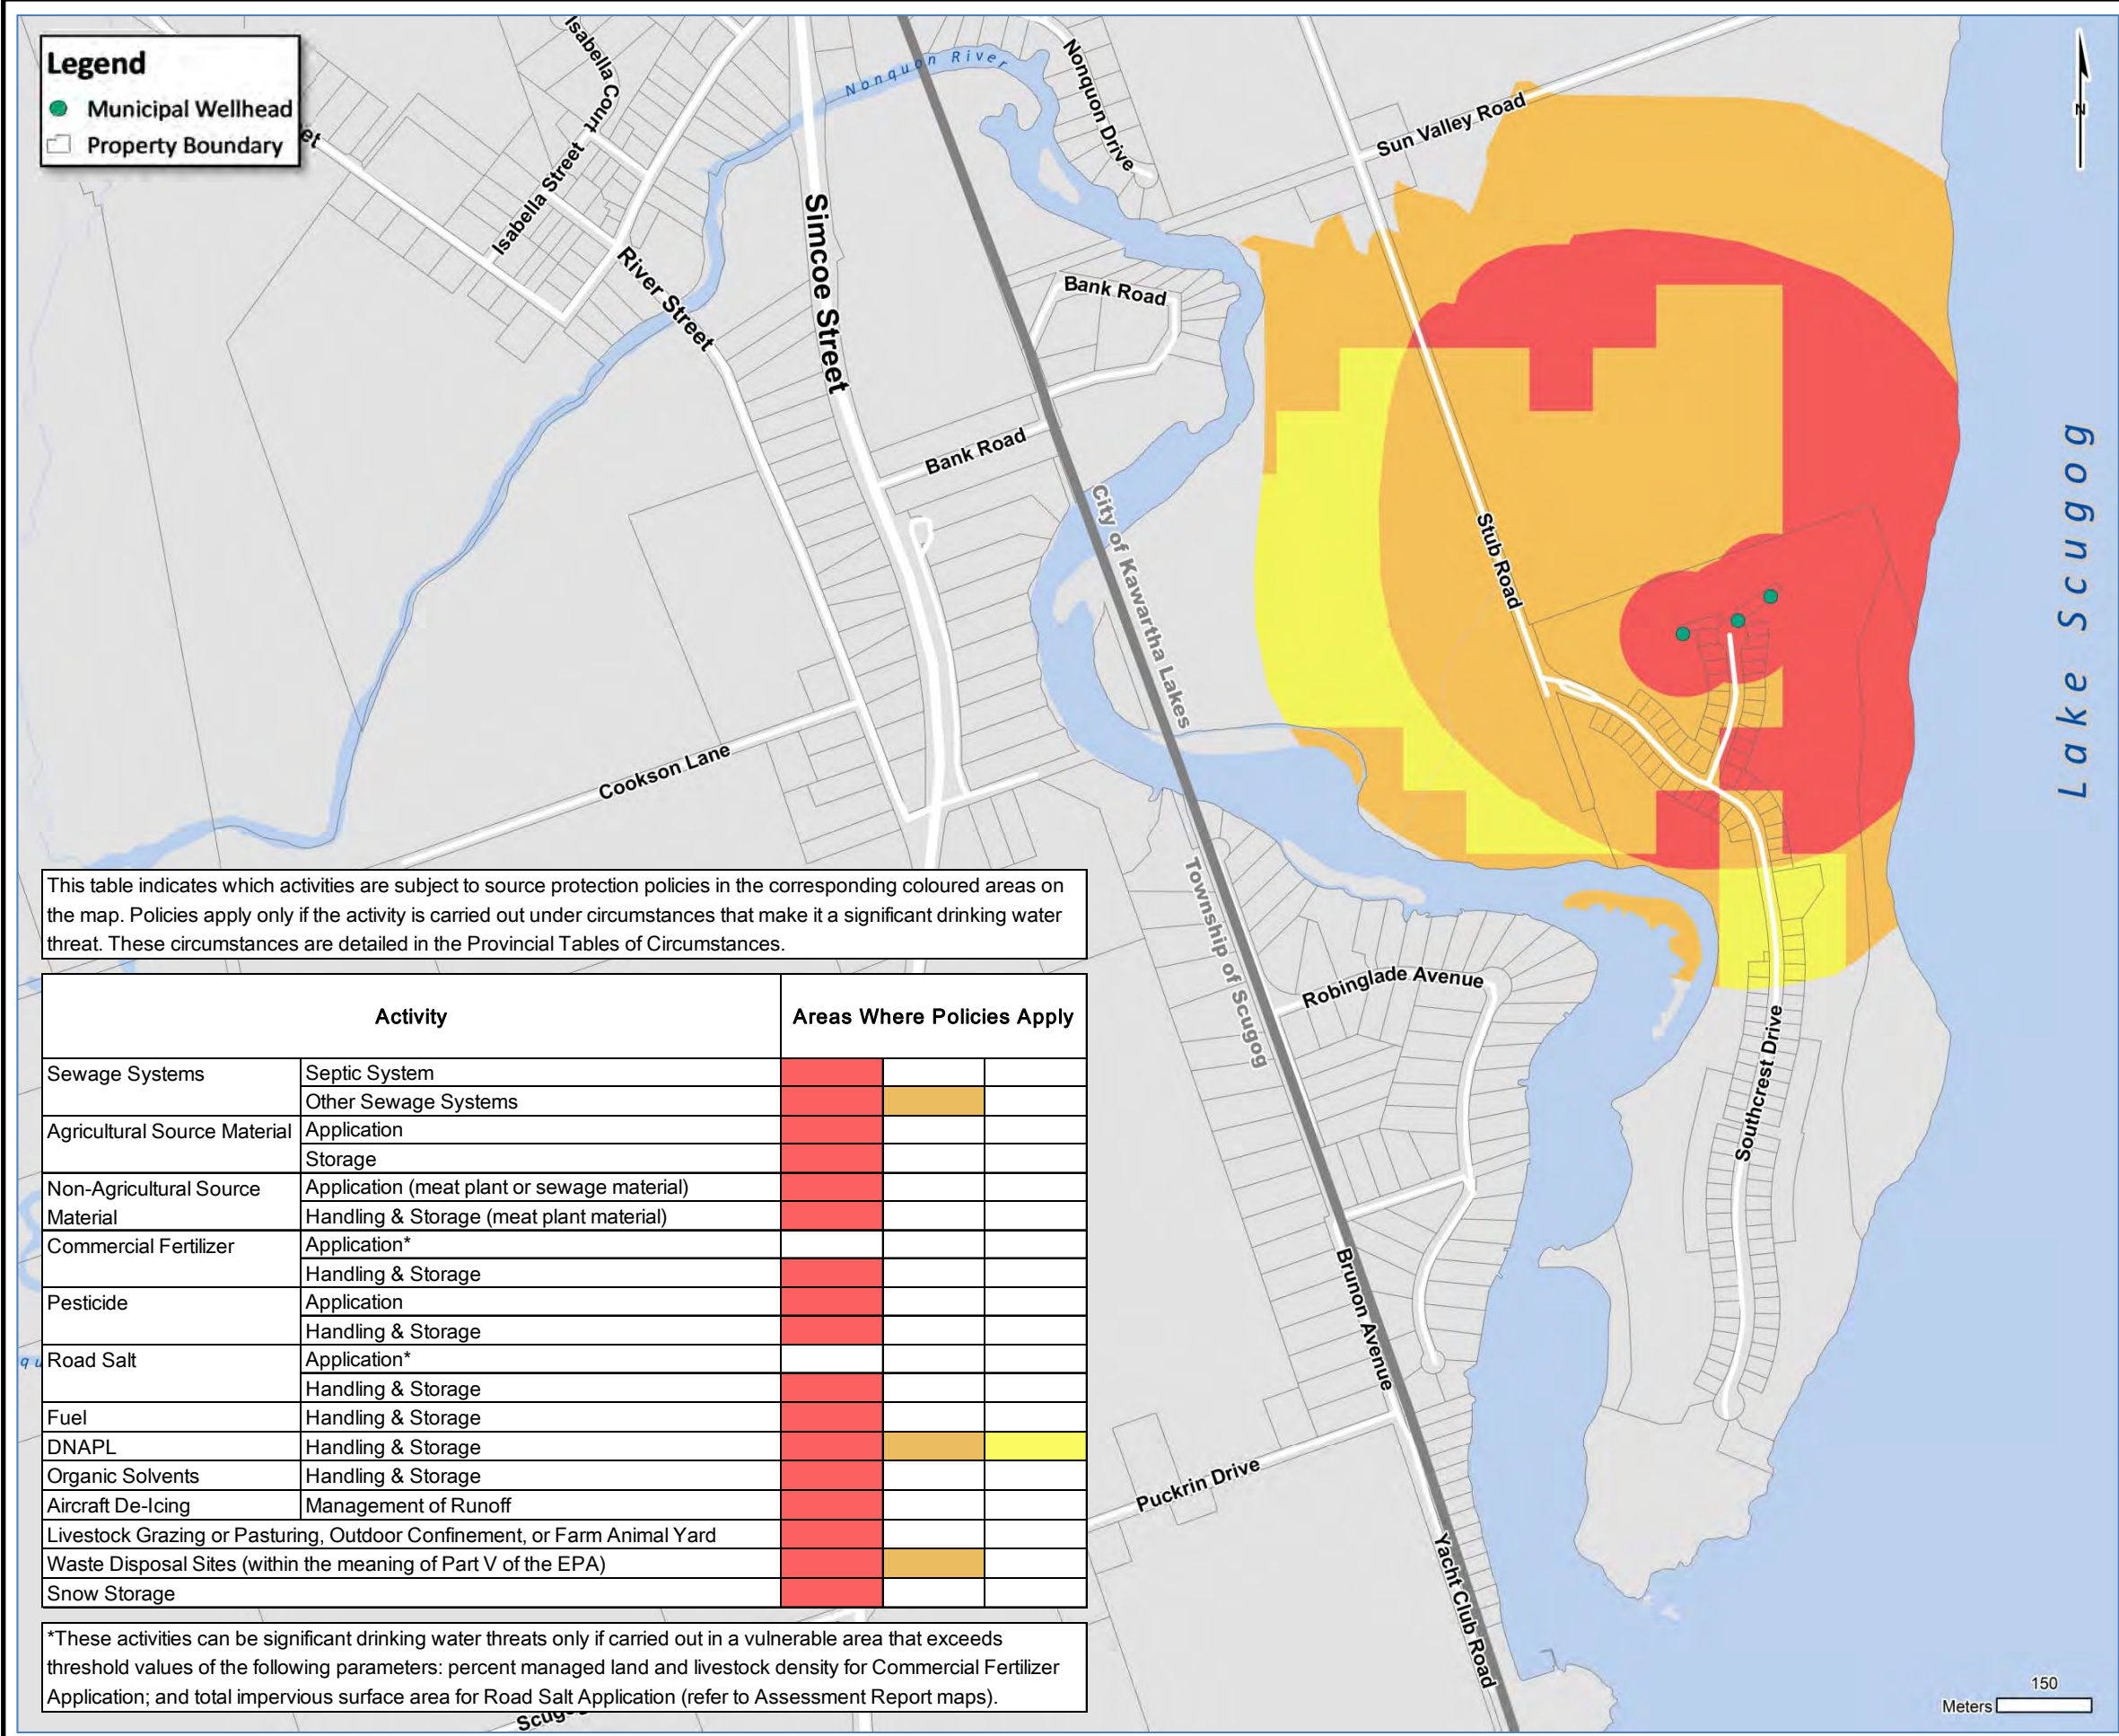 Legend
Municipal Wellhead
Property Boundary
et
Isabella Court
Isabella Street
River Street
Simcoe Street
Nonquon River
Nonquon Drive
Sun Valley Road
N
Bank Road
Bank Road
City of Kawartha Lakes
Stub Road
Lake Scugog
Cookson Lane
Township of Scugog
Robinglade Avenue
Southcrest Drive
Brunon Avenue
Puckrin Drive
Yacht Club Road
This table indicates which activities are subject to source protection policies in the corresponding coloured areas on
the map. Policies apply only if the activity is carried out under circumstances that make it a significant drinking water
threat. These circumstances are detailed in the Provincial Tables of Circumstances.
Activity Areas Where Policies Apply
Sewage Systems Septic System
Other Sewage Systems
Agricultural Source Material Application
Storage
Non-Agricultural Source Application (meat plant or sewage material)
Material Handling & Storage (meat plant material)
Commercial Fertilizer Application*
Handling & Storage
Pesticide Application
Handling & Storage
qu
Road Salt Application*
Handling & Storage
Fuel Handling & Storage
DNAPL Handling & Storage
Organic Solvents Handling & Storage
Aircraft De-Icing Management of Runoff
Livestock Grazing or Pasturing, Outdoor Confinement, or Farm Animal Yard
Waste Disposal Sites (within the meaning of Part V of the EPA)
Snow Storage
*These activities can be significant drinking water threats only if carried out in a vulnerable area that exceeds
threshold values of the following parameters: percent managed land and livestock density for Commercial Fertilizer
Application; and total impervious surface area for Road Salt Application (refer to Assessment Report maps).
150
Meters